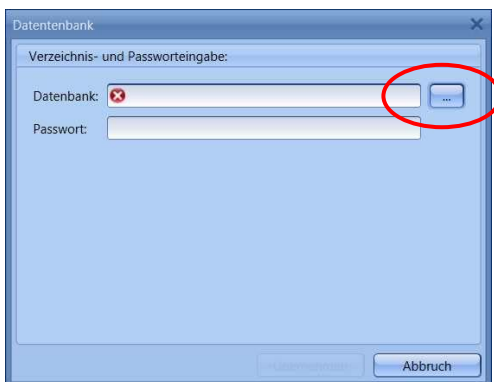 Datentenbank
Verzeichnis- und Passworteingabe:
Datenbank:
...
Passwort:
Abbruch